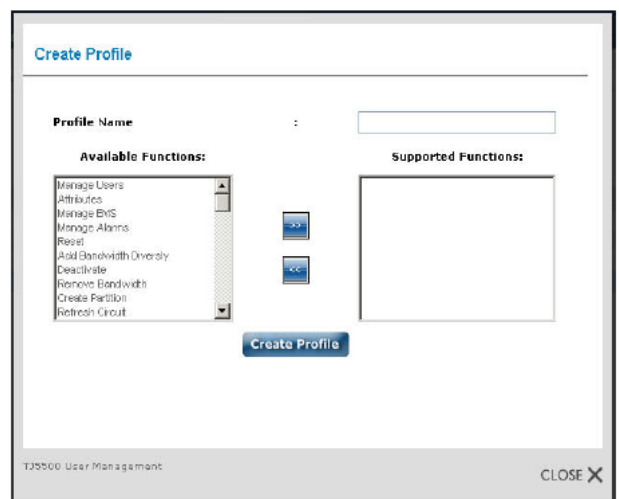 Create Profile
Profile Name :
Available Functions: Supported Functions:
Manage Users
Attributes
Manage EMS
Manage Alarms
Reset
Add Bandwidth Diversly
Deactivate
Remove Bandwidth
Create Partition
Refresh Circuit
>>
<<
Create Profile
TJ5500 User Management
CLOSE X